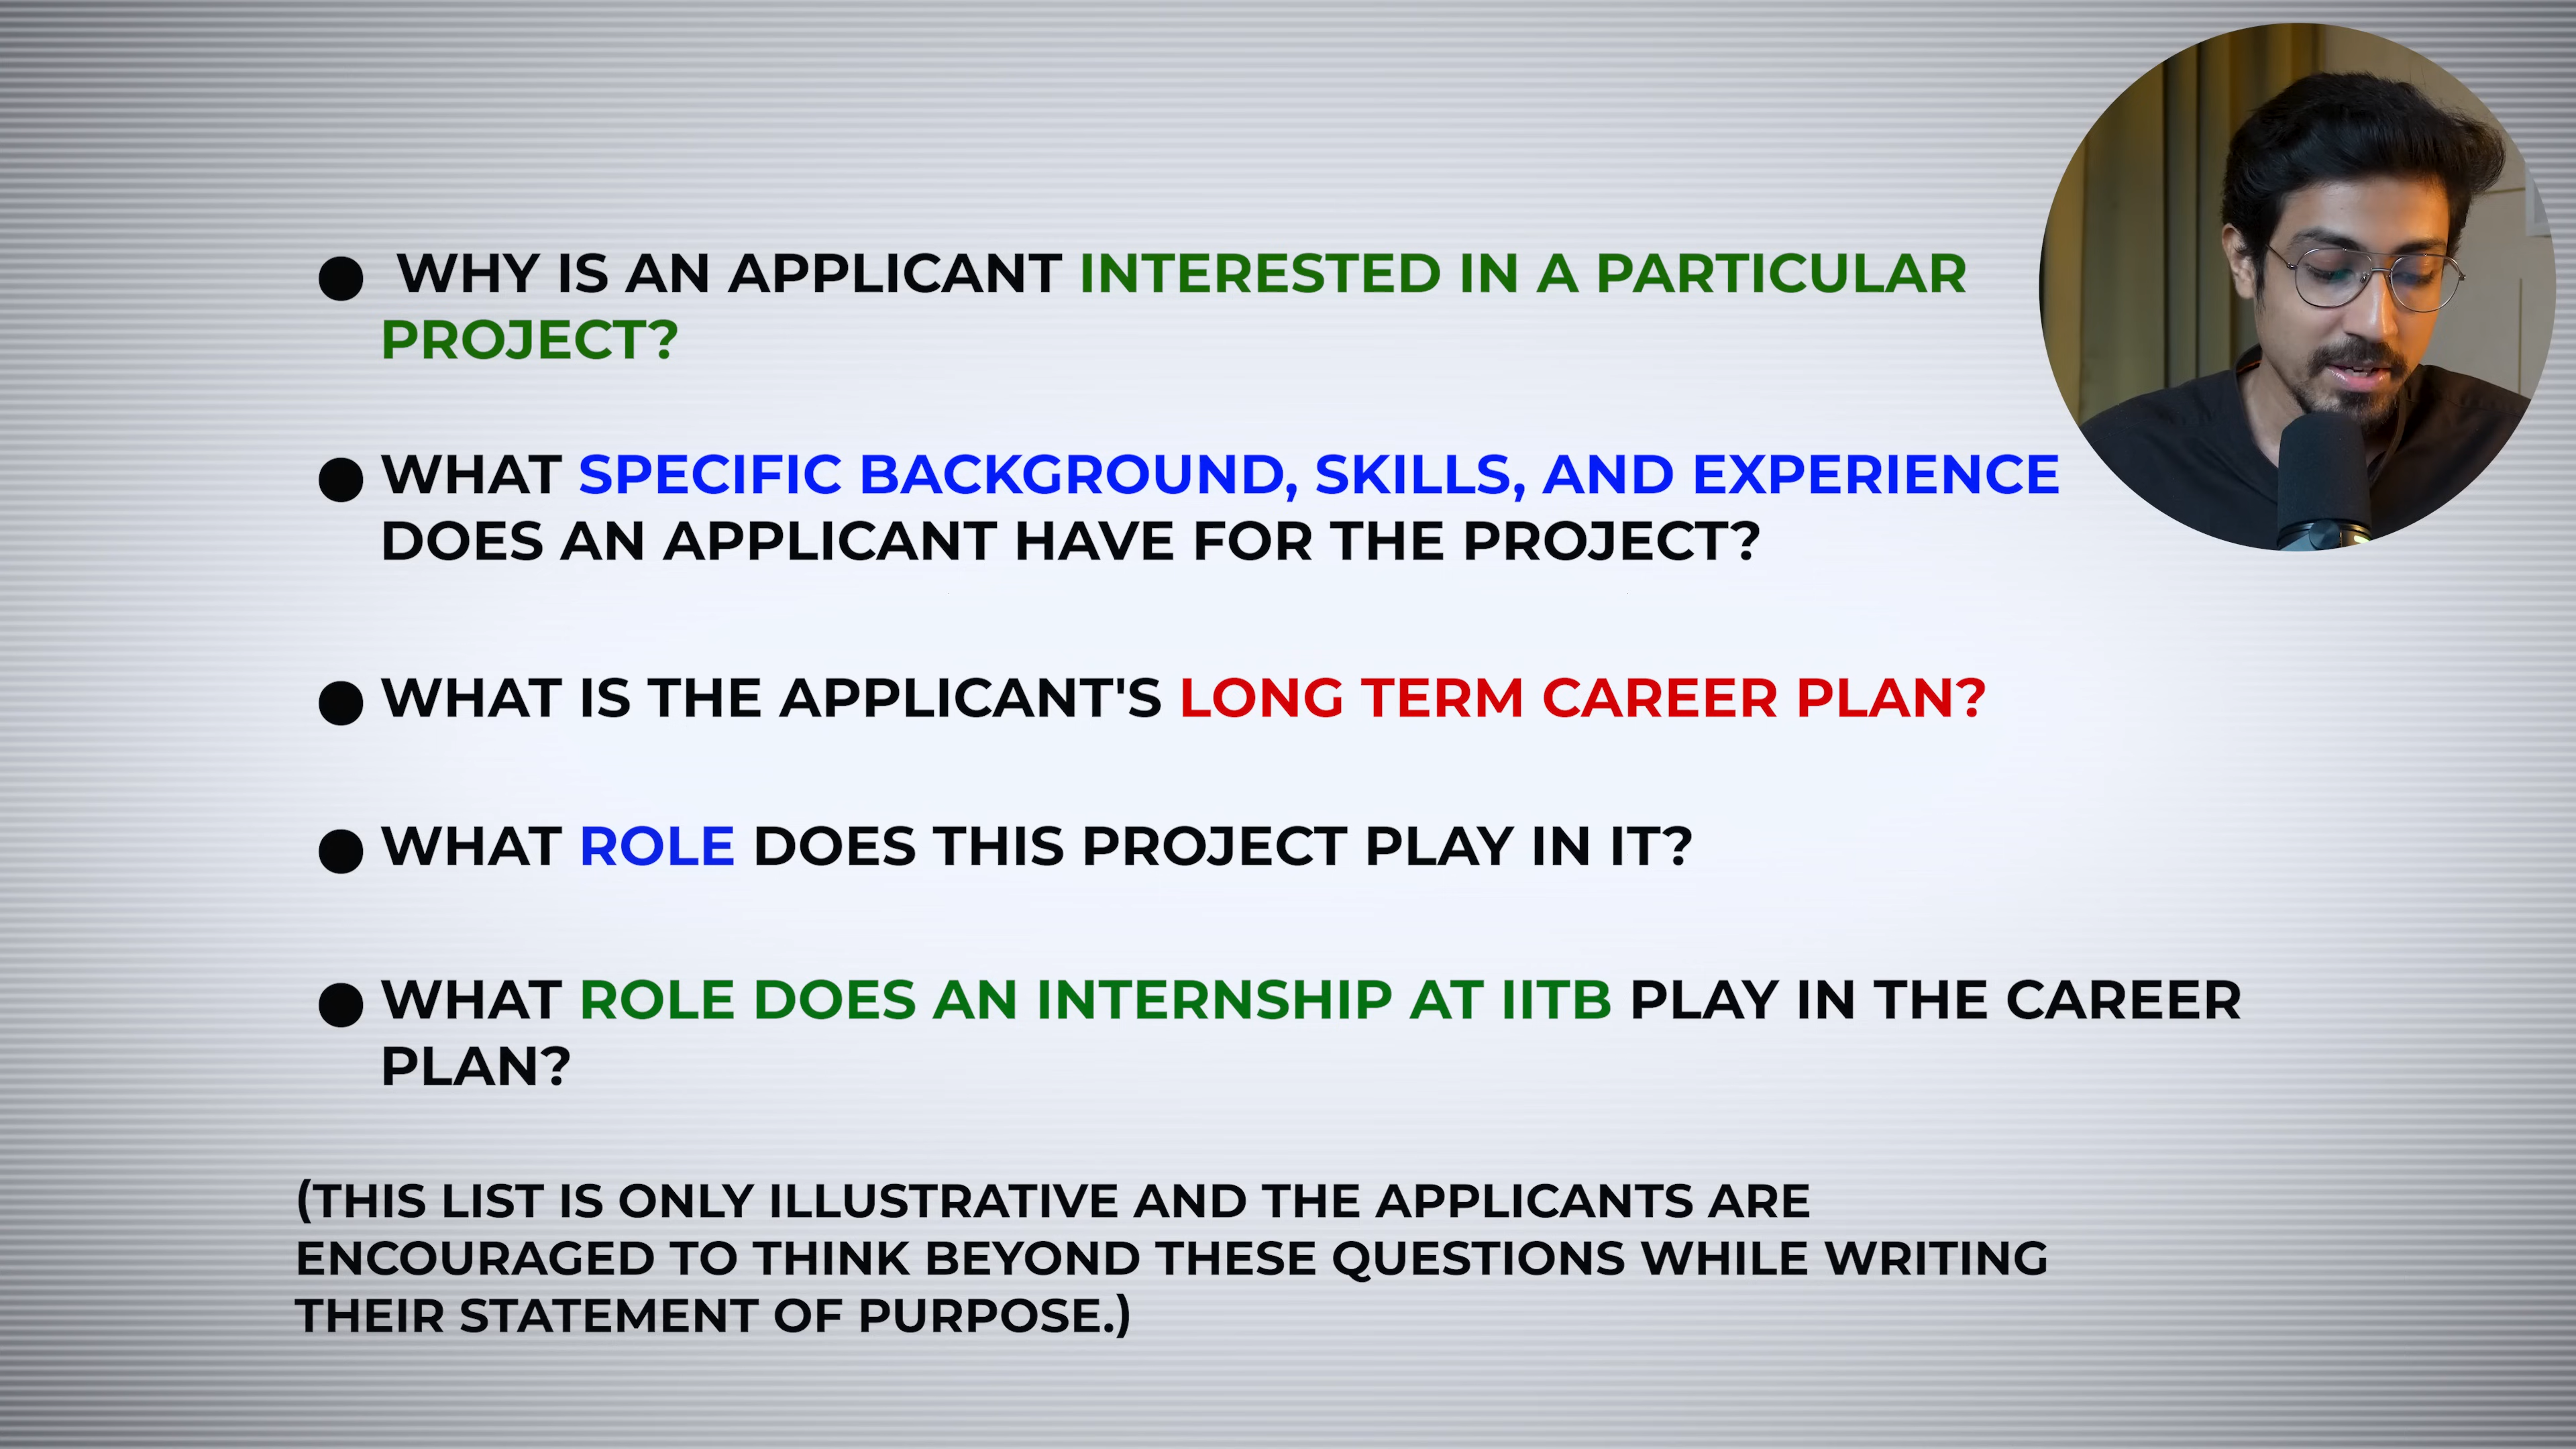 ● WHY IS AN APPLICANT INTERESTED IN A PARTICULAR
PROJECT?
● WHAT SPECIFIC BACKGROUND, SKILLS, AND EXPERIENCE
DOES AN APPLICANT HAVE FOR THE PROJECT?
● WHAT IS THE APPLICANT'S LONG TERM CAREER PLAN?
● WHAT ROLE DOES THIS PROJECT PLAY IN IT?
● WHAT ROLE DOES AN INTERNSHIP AT IITB PLAY IN THE CAREER
PLAN?
(THIS LIST IS ONLY ILLUSTRATIVE AND THE APPLICANTS ARE
ENCOURAGED TO THINK BEYOND THESE QUESTIONS WHILE WRITING
THEIR STATEMENT OF PURPOSE.)